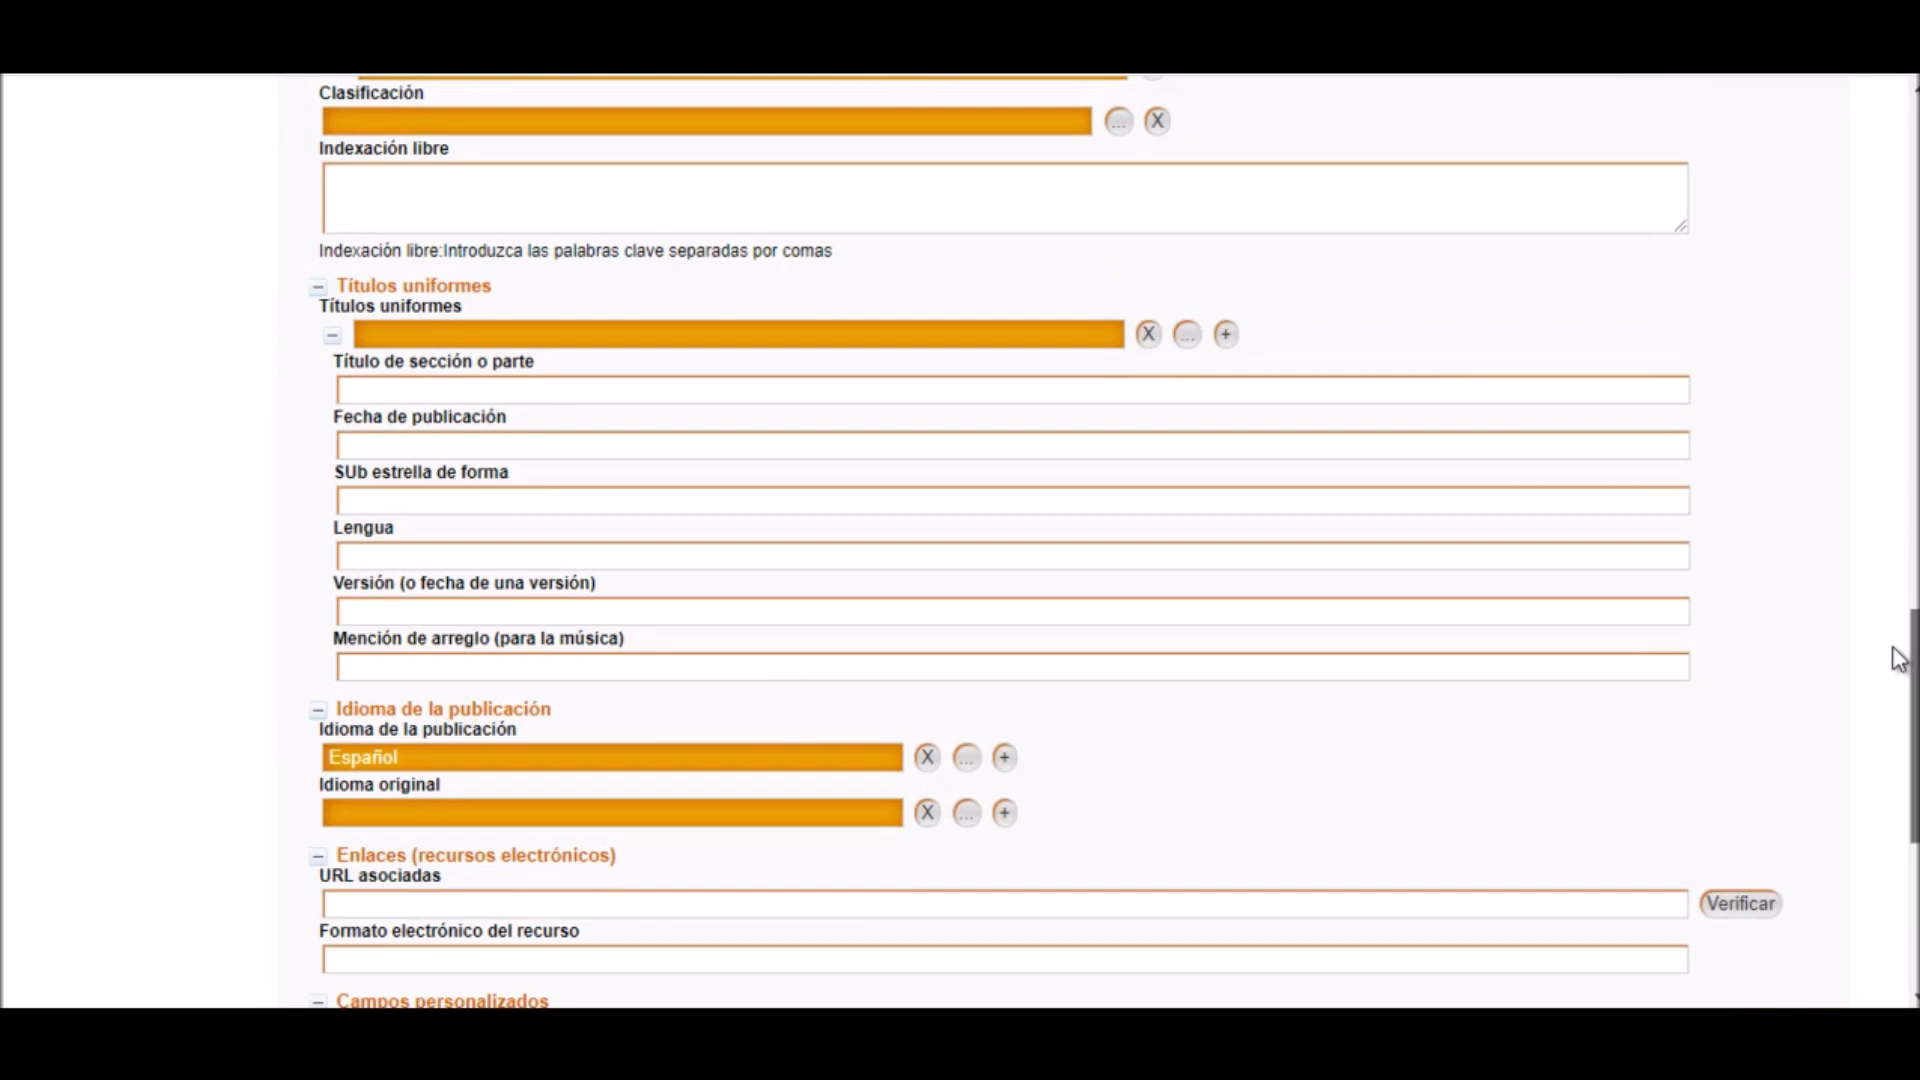 Clasificación
... X
Indexación libre
Indexación libre:Introduzca las palabras clave separadas por comas
Títulos uniformes
Títulos uniformes
X ... +
Título de sección o parte
Fecha de publicación
SUb estrella de forma
Lengua
Versión (o fecha de una versión)
Mención de arreglo (para la música)
Idioma de la publicación
Idioma de la publicación
Español X ... +
Idioma original
X ... +
Enlaces (recursos electrónicos)
URL asociadas
Verificar
Formato electrónico del recurso
Campos personalizados